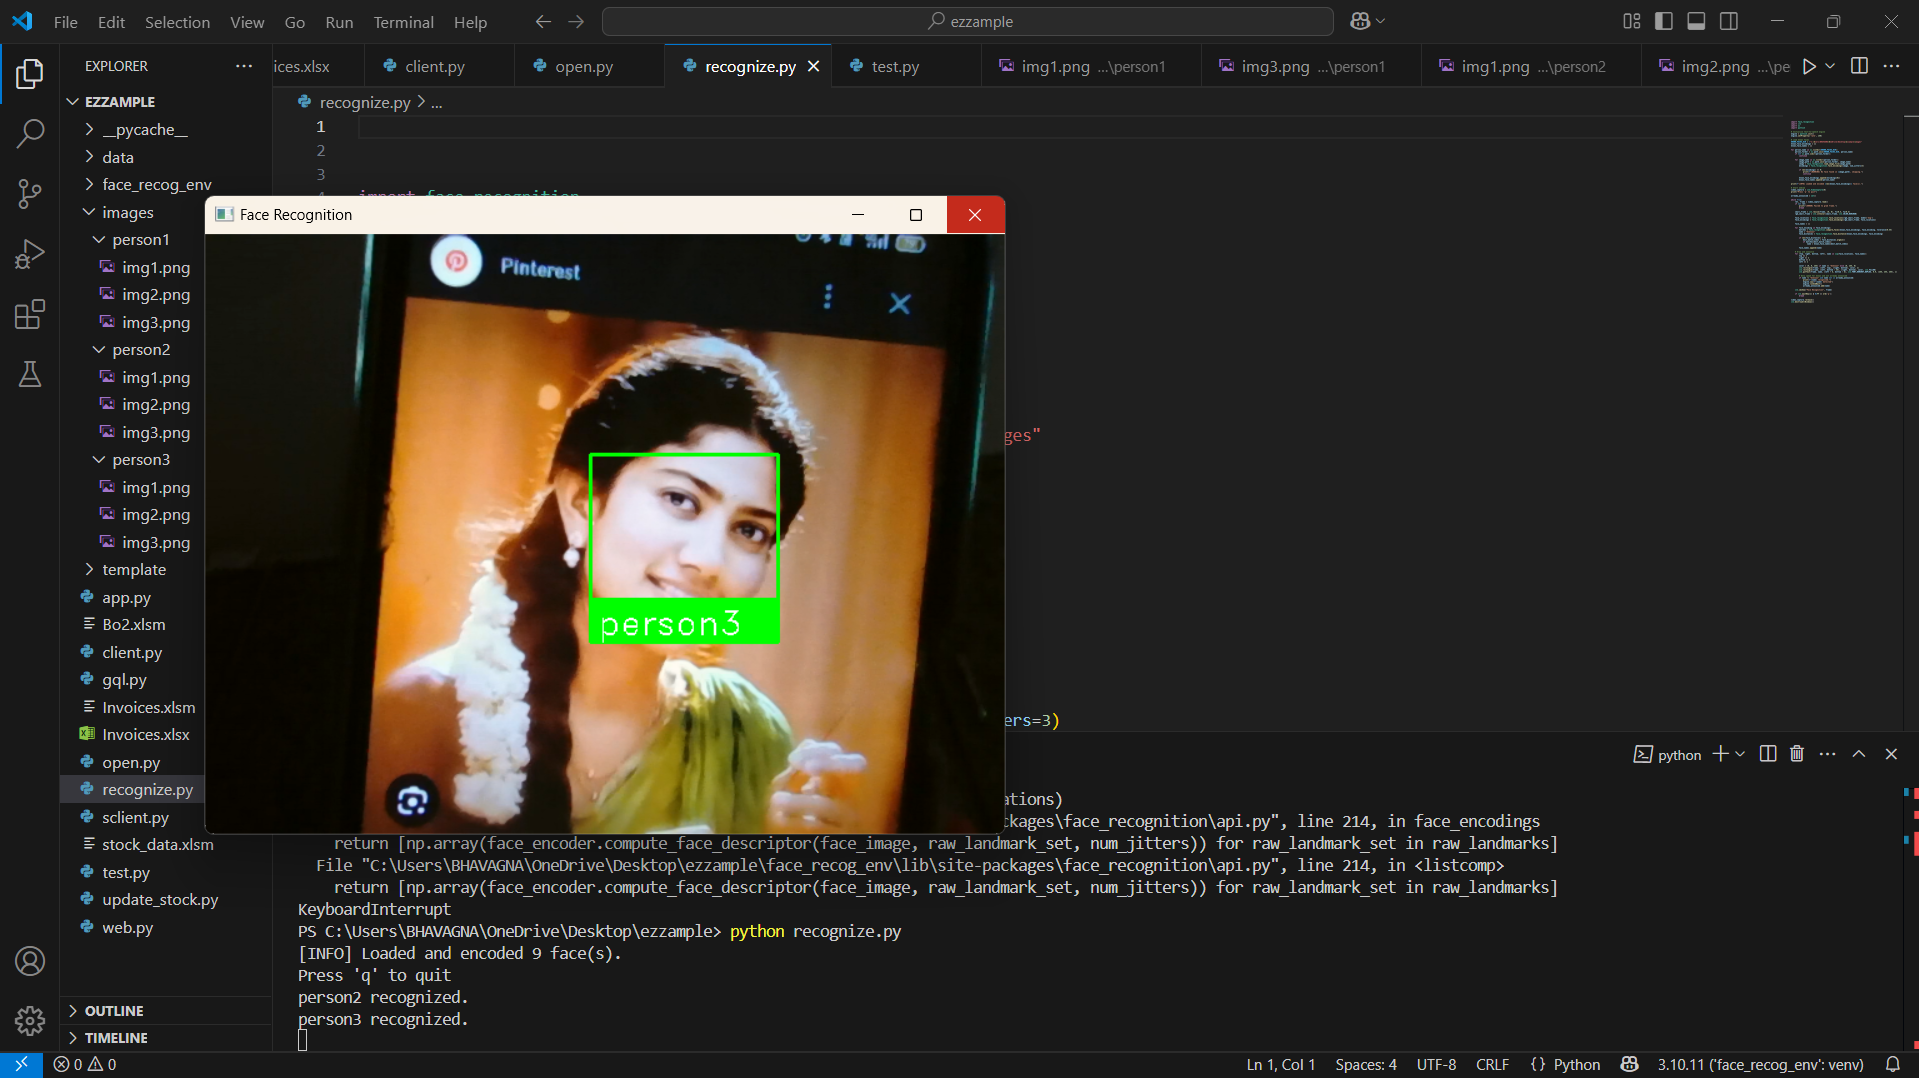 File Edit Selection View Go Run Terminal Help
ezzample
EXPLORER
ices.xlsx
client.py
open.py
recognize.py
test.py
img1.png ...\person1
img3.png ...\person1
img1.png ...\person2
img2.png ...\pe
EZZAMPLE
__pycache__
data
face_recog_env
images
person1
img1.png
img2.png
img3.png
person2
img1.png
img2.png
img3.png
person3
img1.png
img2.png
img3.png
template
app.py
Bo2.xlsm
client.py
gql.py
Invoices.xlsm
Invoices.xlsx
open.py
recognize.py
sclient.py
stock_data.xlsm
test.py
update_stock.py
web.py
OUTLINE
TIMELINE
recognize.py > ...
1
2
3
4 import face_recognition
Face Recognition
Pinterest
person3
ges"
ers=3)
python
ations)
ckages\face_recognition\api.py", line 214, in face_encodings
return [np.array(face_encoder.compute_face_descriptor(face_image, raw_landmark_set, num_jitters)) for raw_landmark_set in raw_landmarks]
File "C:\Users\BHAVAGNA\OneDrive\Desktop\ezzample\face_recog_env\lib\site-packages\face_recognition\api.py", line 214, in <listcomp>
return [np.array(face_encoder.compute_face_descriptor(face_image, raw_landmark_set, num_jitters)) for raw_landmark_set in raw_landmarks]
KeyboardInterrupt
PS C:\Users\BHAVAGNA\OneDrive\Desktop\ezzample> python recognize.py
[INFO] Loaded and encoded 9 face(s).
Press 'q' to quit
person2 recognized.
person3 recognized.
0 0
Ln 1, Col 1 Spaces: 4 UTF-8 CRLF {} Python 3.10.11 ('face_recog_env': venv)